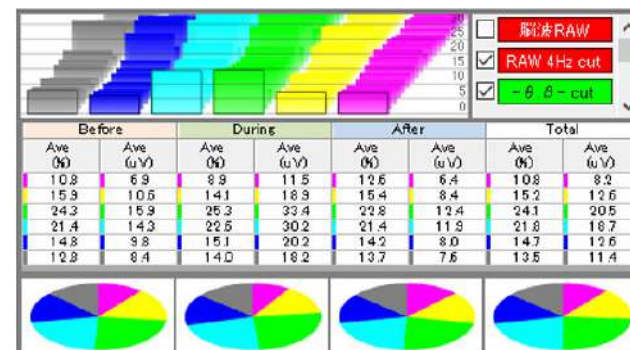 30
25
20
15
10
5
0
脳波RAW
RAW 4Hz cut
-θ.θ- cut
Before During After Total
Ave (%) Ave (uV) Ave (%) Ave (uV) Ave (%) Ave (uV) Ave (%) Ave (uV)
10.8 6.9 8.9 11.5 12.6 6.4 10.8 8.2
15.9 10.5 14.1 18.9 15.4 8.4 15.2 12.6
24.3 15.9 25.3 33.4 22.8 12.4 24.1 20.5
21.4 14.3 22.6 30.2 21.4 11.9 21.8 18.7
14.8 9.8 15.1 20.2 14.2 8.0 14.7 12.6
12.8 8.4 14.0 18.2 13.7 7.6 13.5 11.4